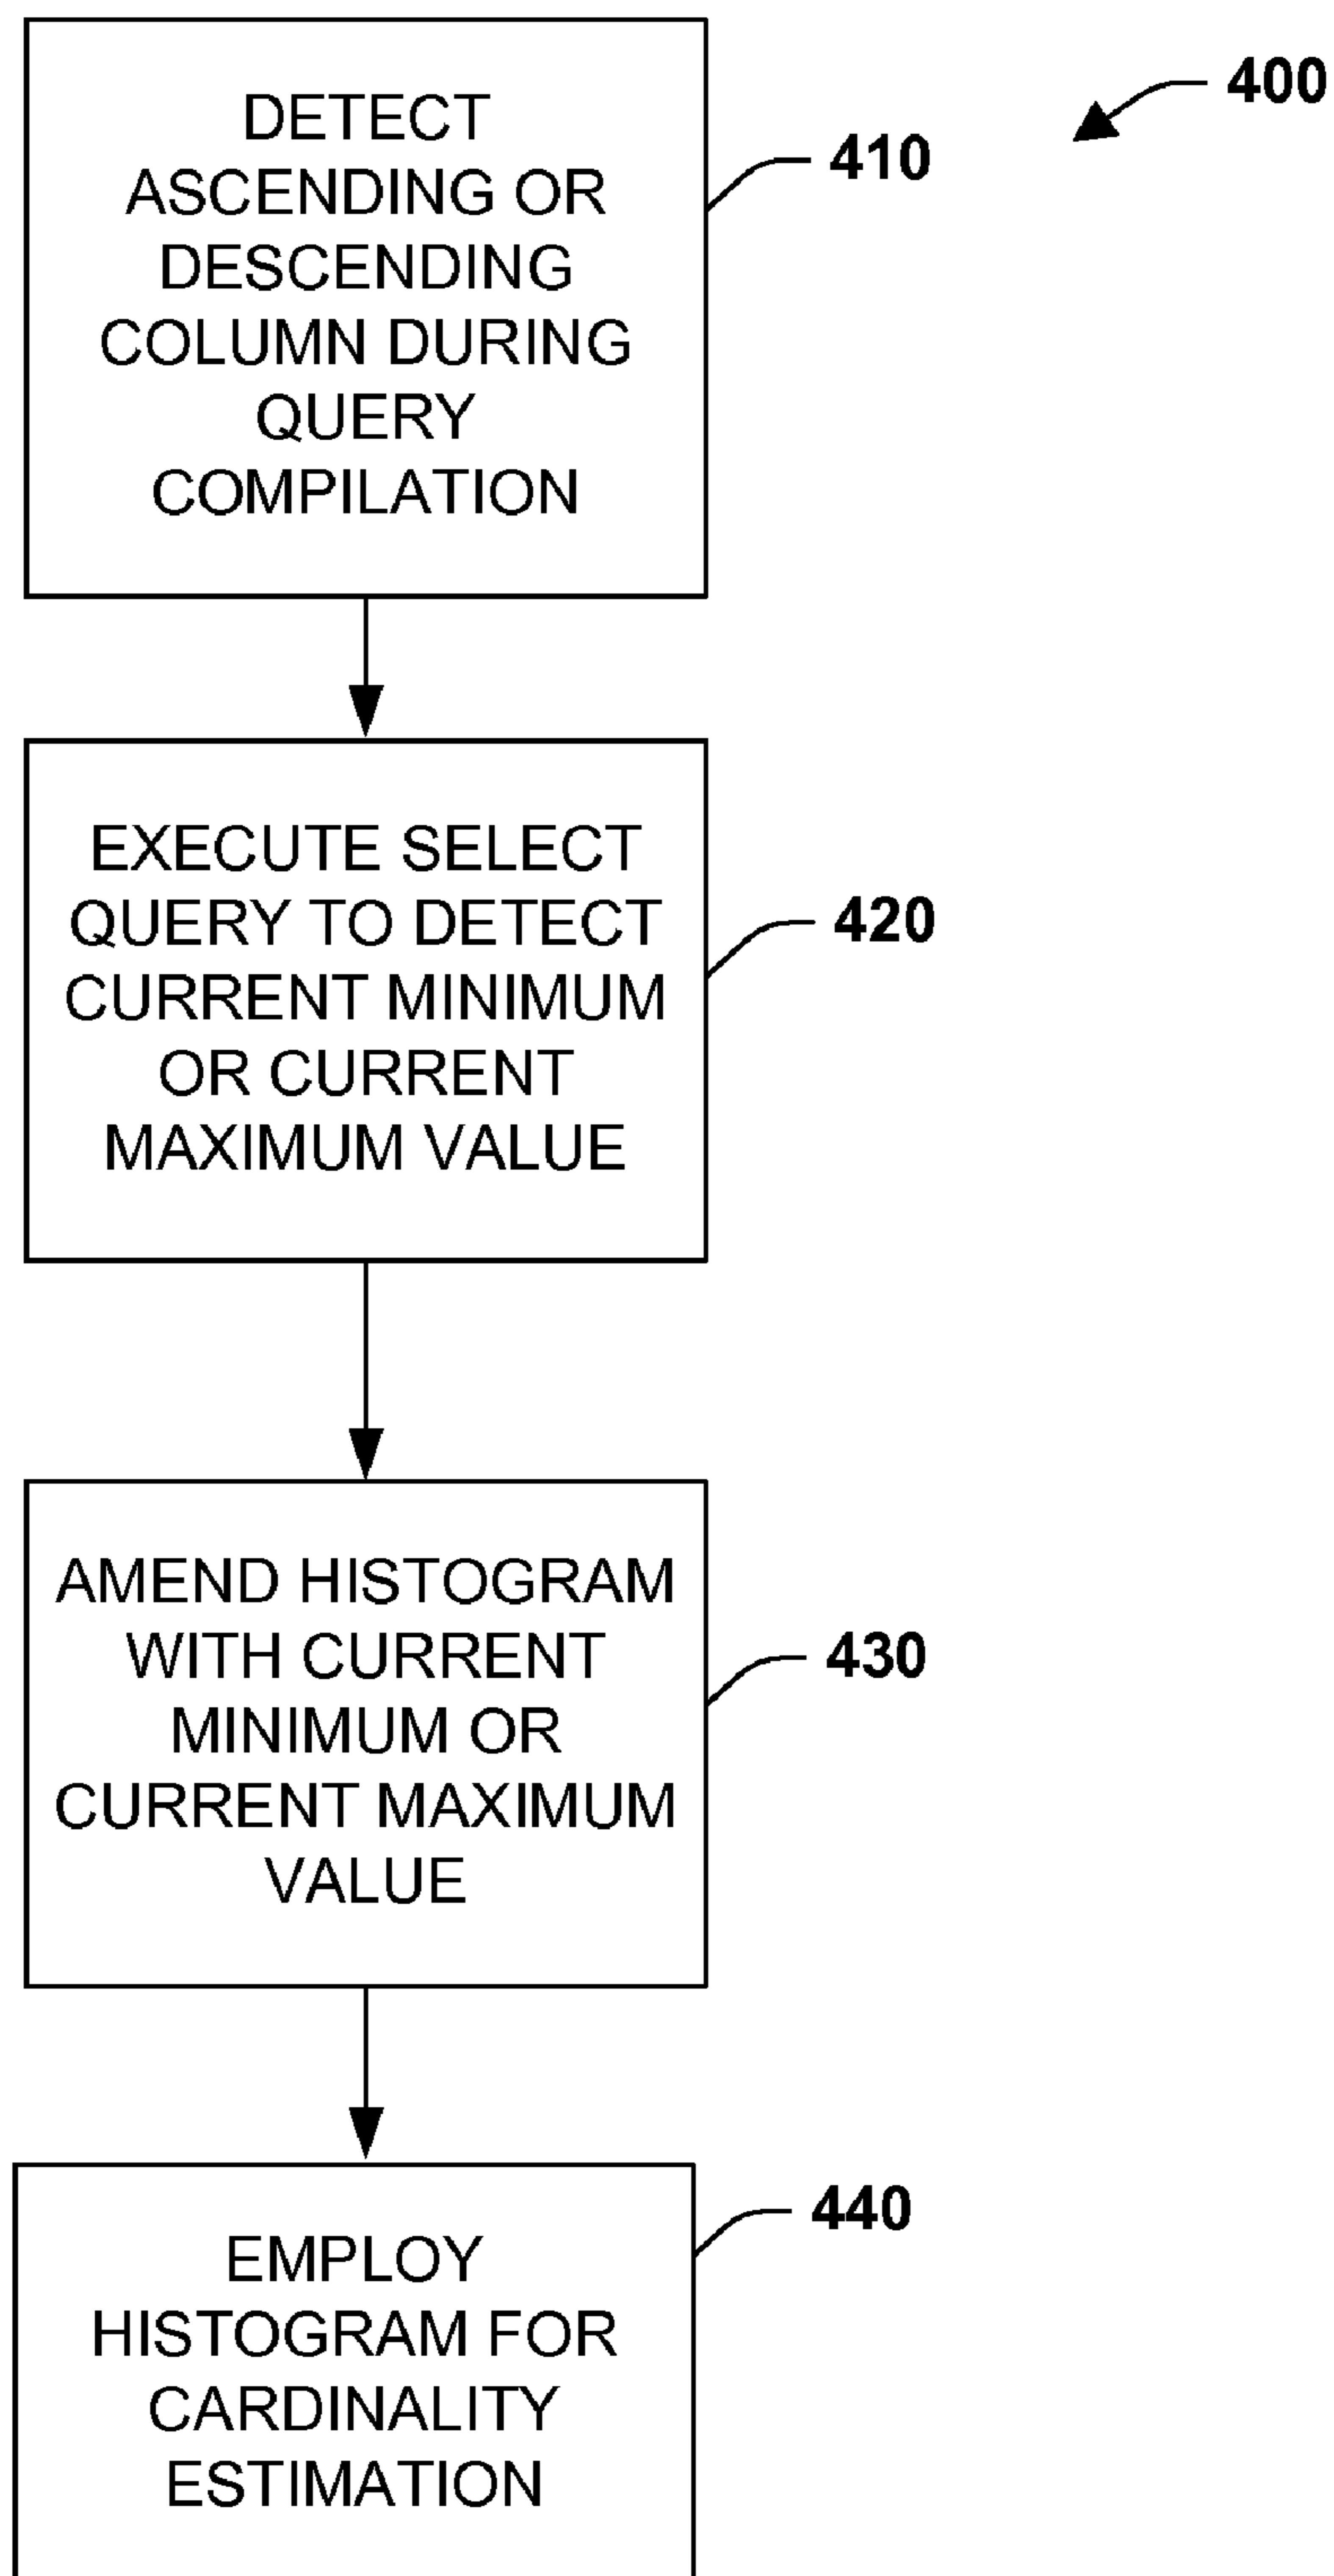 400
DETECT
ASCENDING OR
DESCENDING
COLUMN DURING
QUERY
COMPILATION
410
EXECUTE SELECT
QUERY TO DETECT
CURRENT MINIMUM
OR CURRENT
MAXIMUM VALUE
420
AMEND HISTOGRAM
WITH CURRENT
MINIMUM OR
CURRENT MAXIMUM
VALUE
430
EMPLOY
HISTOGRAM FOR
CARDINALITY
ESTIMATION
440